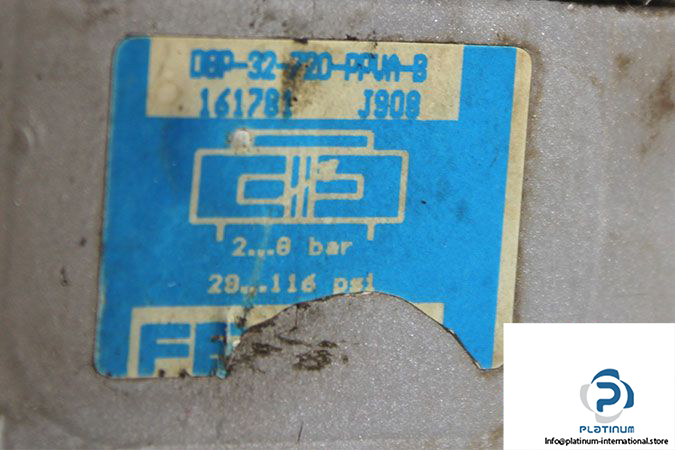 DGP-32-720-PPVA-B
161781 J908
2...8 bar
29...116 psi
FE
PLATINUM
Info@platinum-international.store